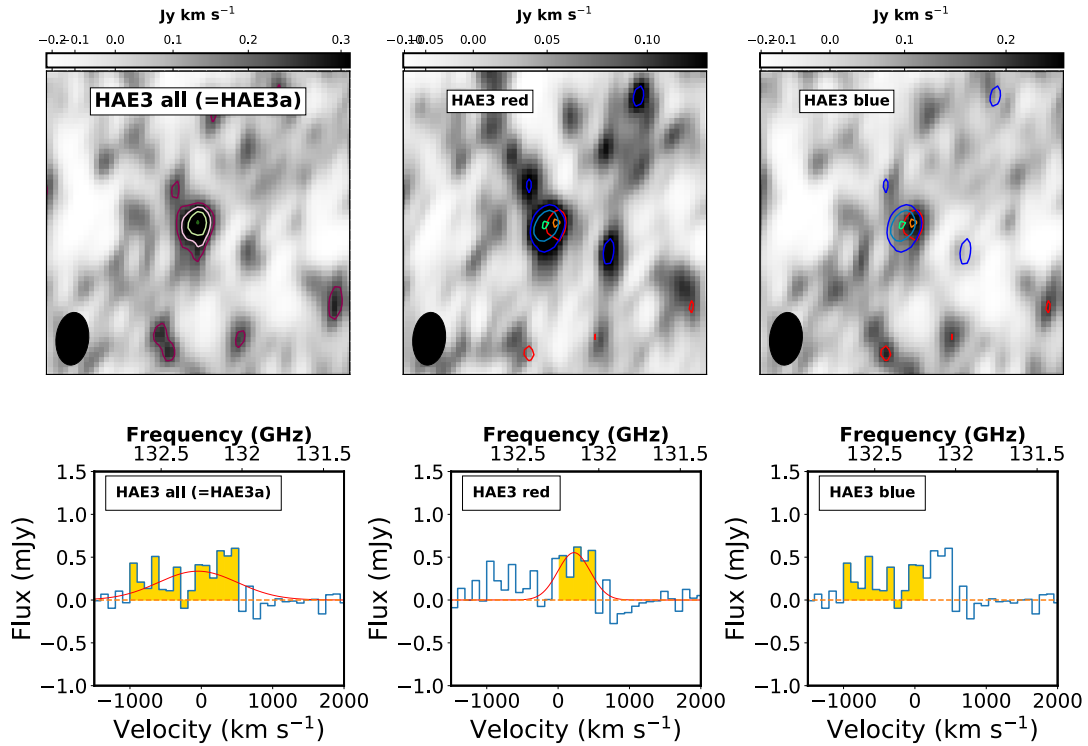 Jy km s⁻¹ Jy km s⁻¹ Jy km s⁻¹
−0.2 −0.1 0.0 0.1 0.2 0.3 −0.10 −0.05 0.00 0.05 0.10 −0.2 −0.1 0.0 0.1 0.2
HAE3 all (=HAE3a) HAE3 red HAE3 blue
Frequency (GHz) Frequency (GHz) Frequency (GHz)
132.5 132 131.5 132.5 132 131.5 132.5 132 131.5
HAE3 all (=HAE3a) HAE3 red HAE3 blue
1.5 1.5 1.5
1.0 1.0 1.0
0.5 0.5 0.5
0.0 0.0 0.0
−0.5 −0.5 −0.5
−1.0 −1.0 −1.0
Flux (mJy) Flux (mJy) Flux (mJy)
−1000 0 1000 2000 −1000 0 1000 2000 −1000 0 1000 2000
Velocity (km s⁻¹) Velocity (km s⁻¹) Velocity (km s⁻¹)